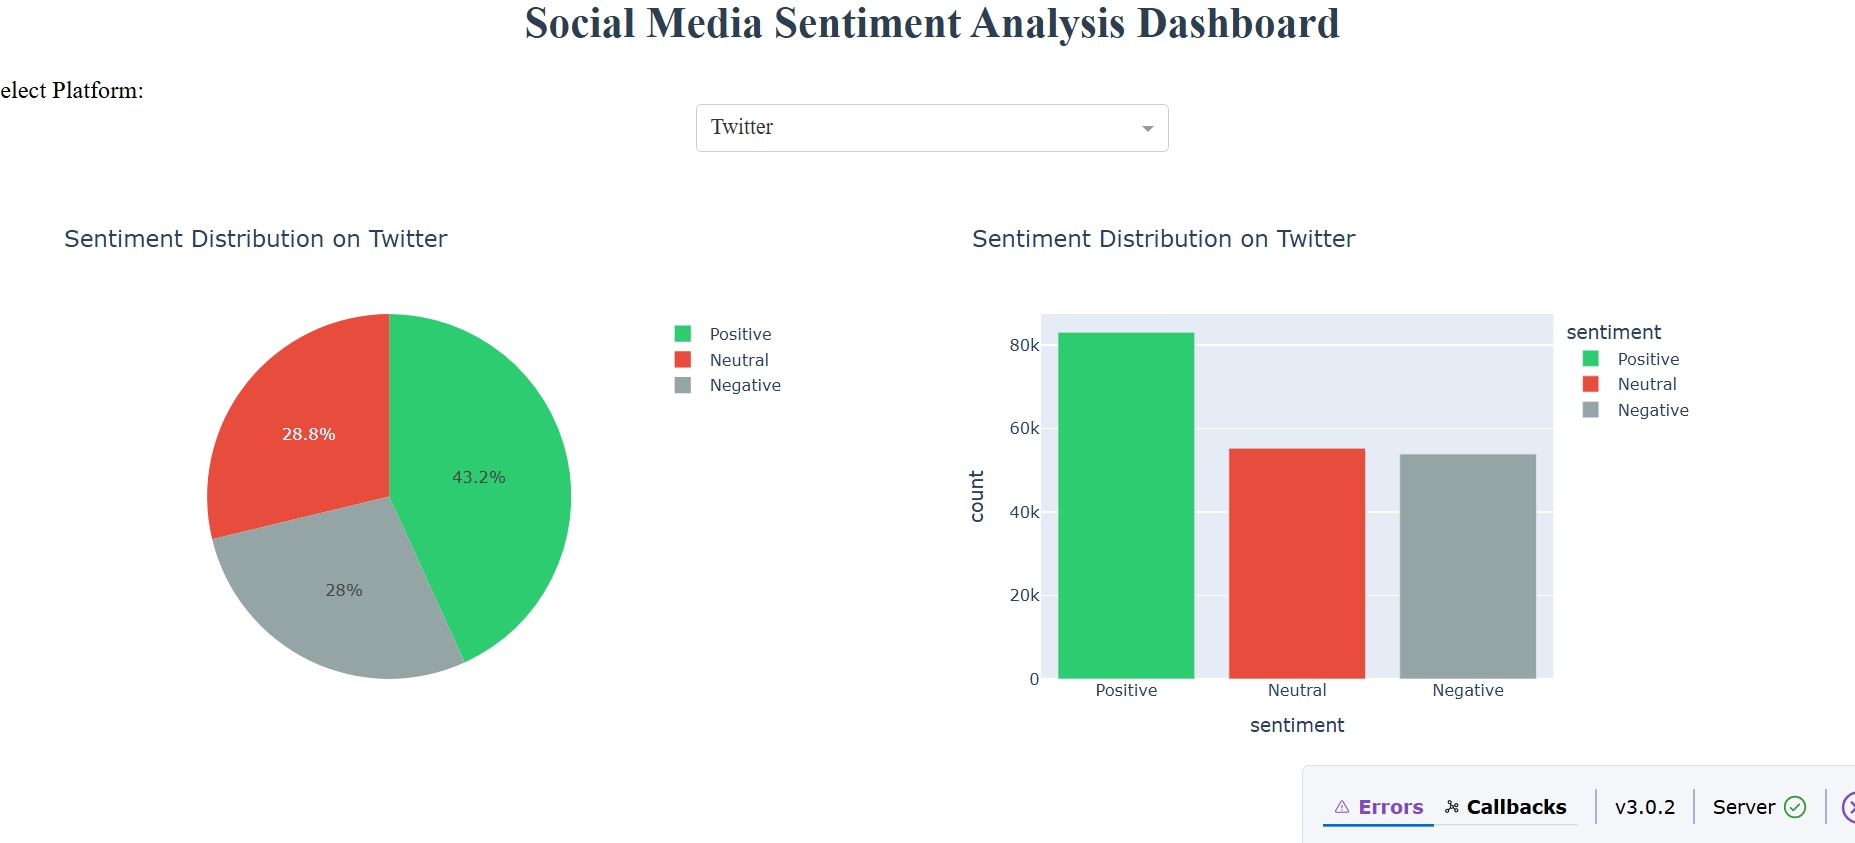 Social Media Sentiment Analysis Dashboard
elect Platform:
Twitter
Sentiment Distribution on Twitter
28.8%
43.2%
28%
Positive
Neutral
Negative
Sentiment Distribution on Twitter
80k
60k
40k
20k
0
count
Positive
Neutral
Negative
sentiment
sentiment
Positive
Neutral
Negative
Errors Callbacks v3.0.2 Server